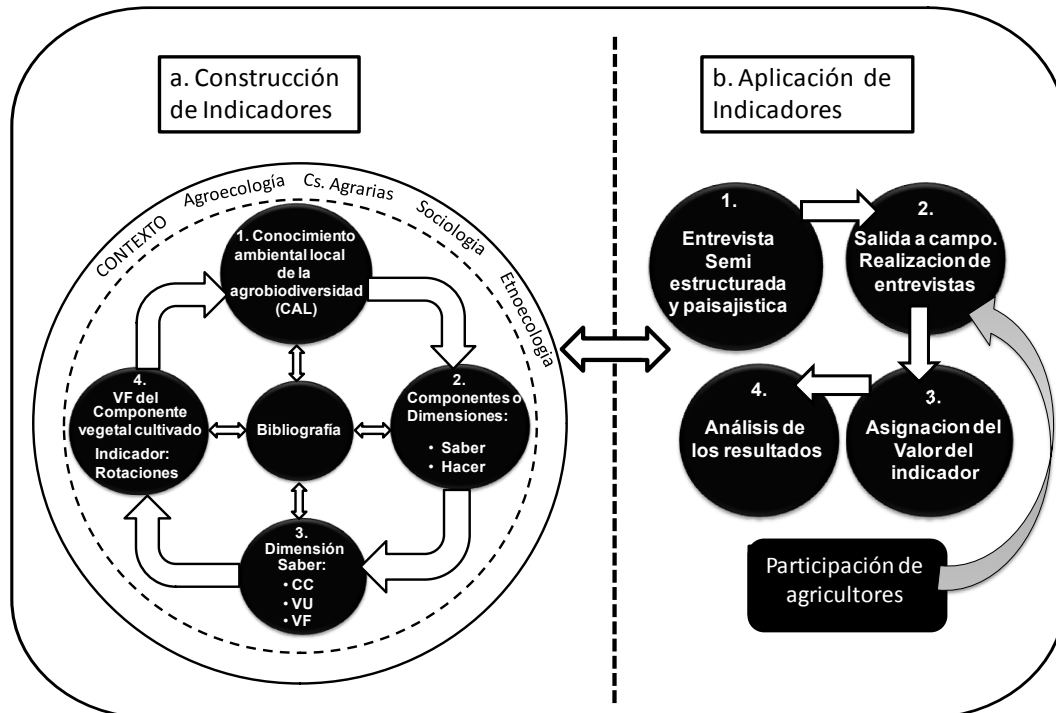 a. Construcción
de Indicadores
CONTEXTO Agroecología Cs. Agrarias Sociologia Etnoecologia
1. Conocimiento
ambiental local
de la
agrobiodiversidad
(CAL)
2.
Componentes o
Dimensiones:
• Saber
• Hacer
3.
Dimensión
Saber:
• CC
• VU
• VF
4.
VF del
Componente
vegetal cultivado
Indicador:
Rotaciones
Bibliografía
b. Aplicación de
Indicadores
1.
Entrevista
Semi
estructurada
y paisajistica
2.
Salida a campo.
Realizacion de
entrevistas
3.
Asignacion del
Valor del
indicador
4.
Análisis de
los resultados
Participación de
agricultores